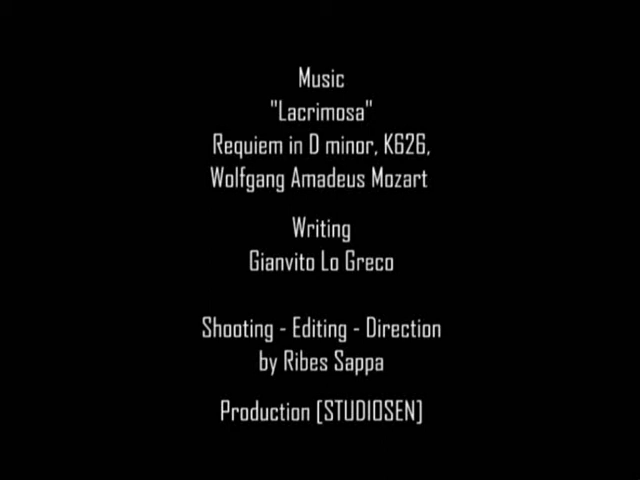 Music
"Lacrimosa"
Requiem in D minor, K626,
Wolfgang Amadeus Mozart
Writing
Gianvito Lo Greco
Shooting - Editing - Direction
by Ribes Sappa
Production [STUDIOSEN]